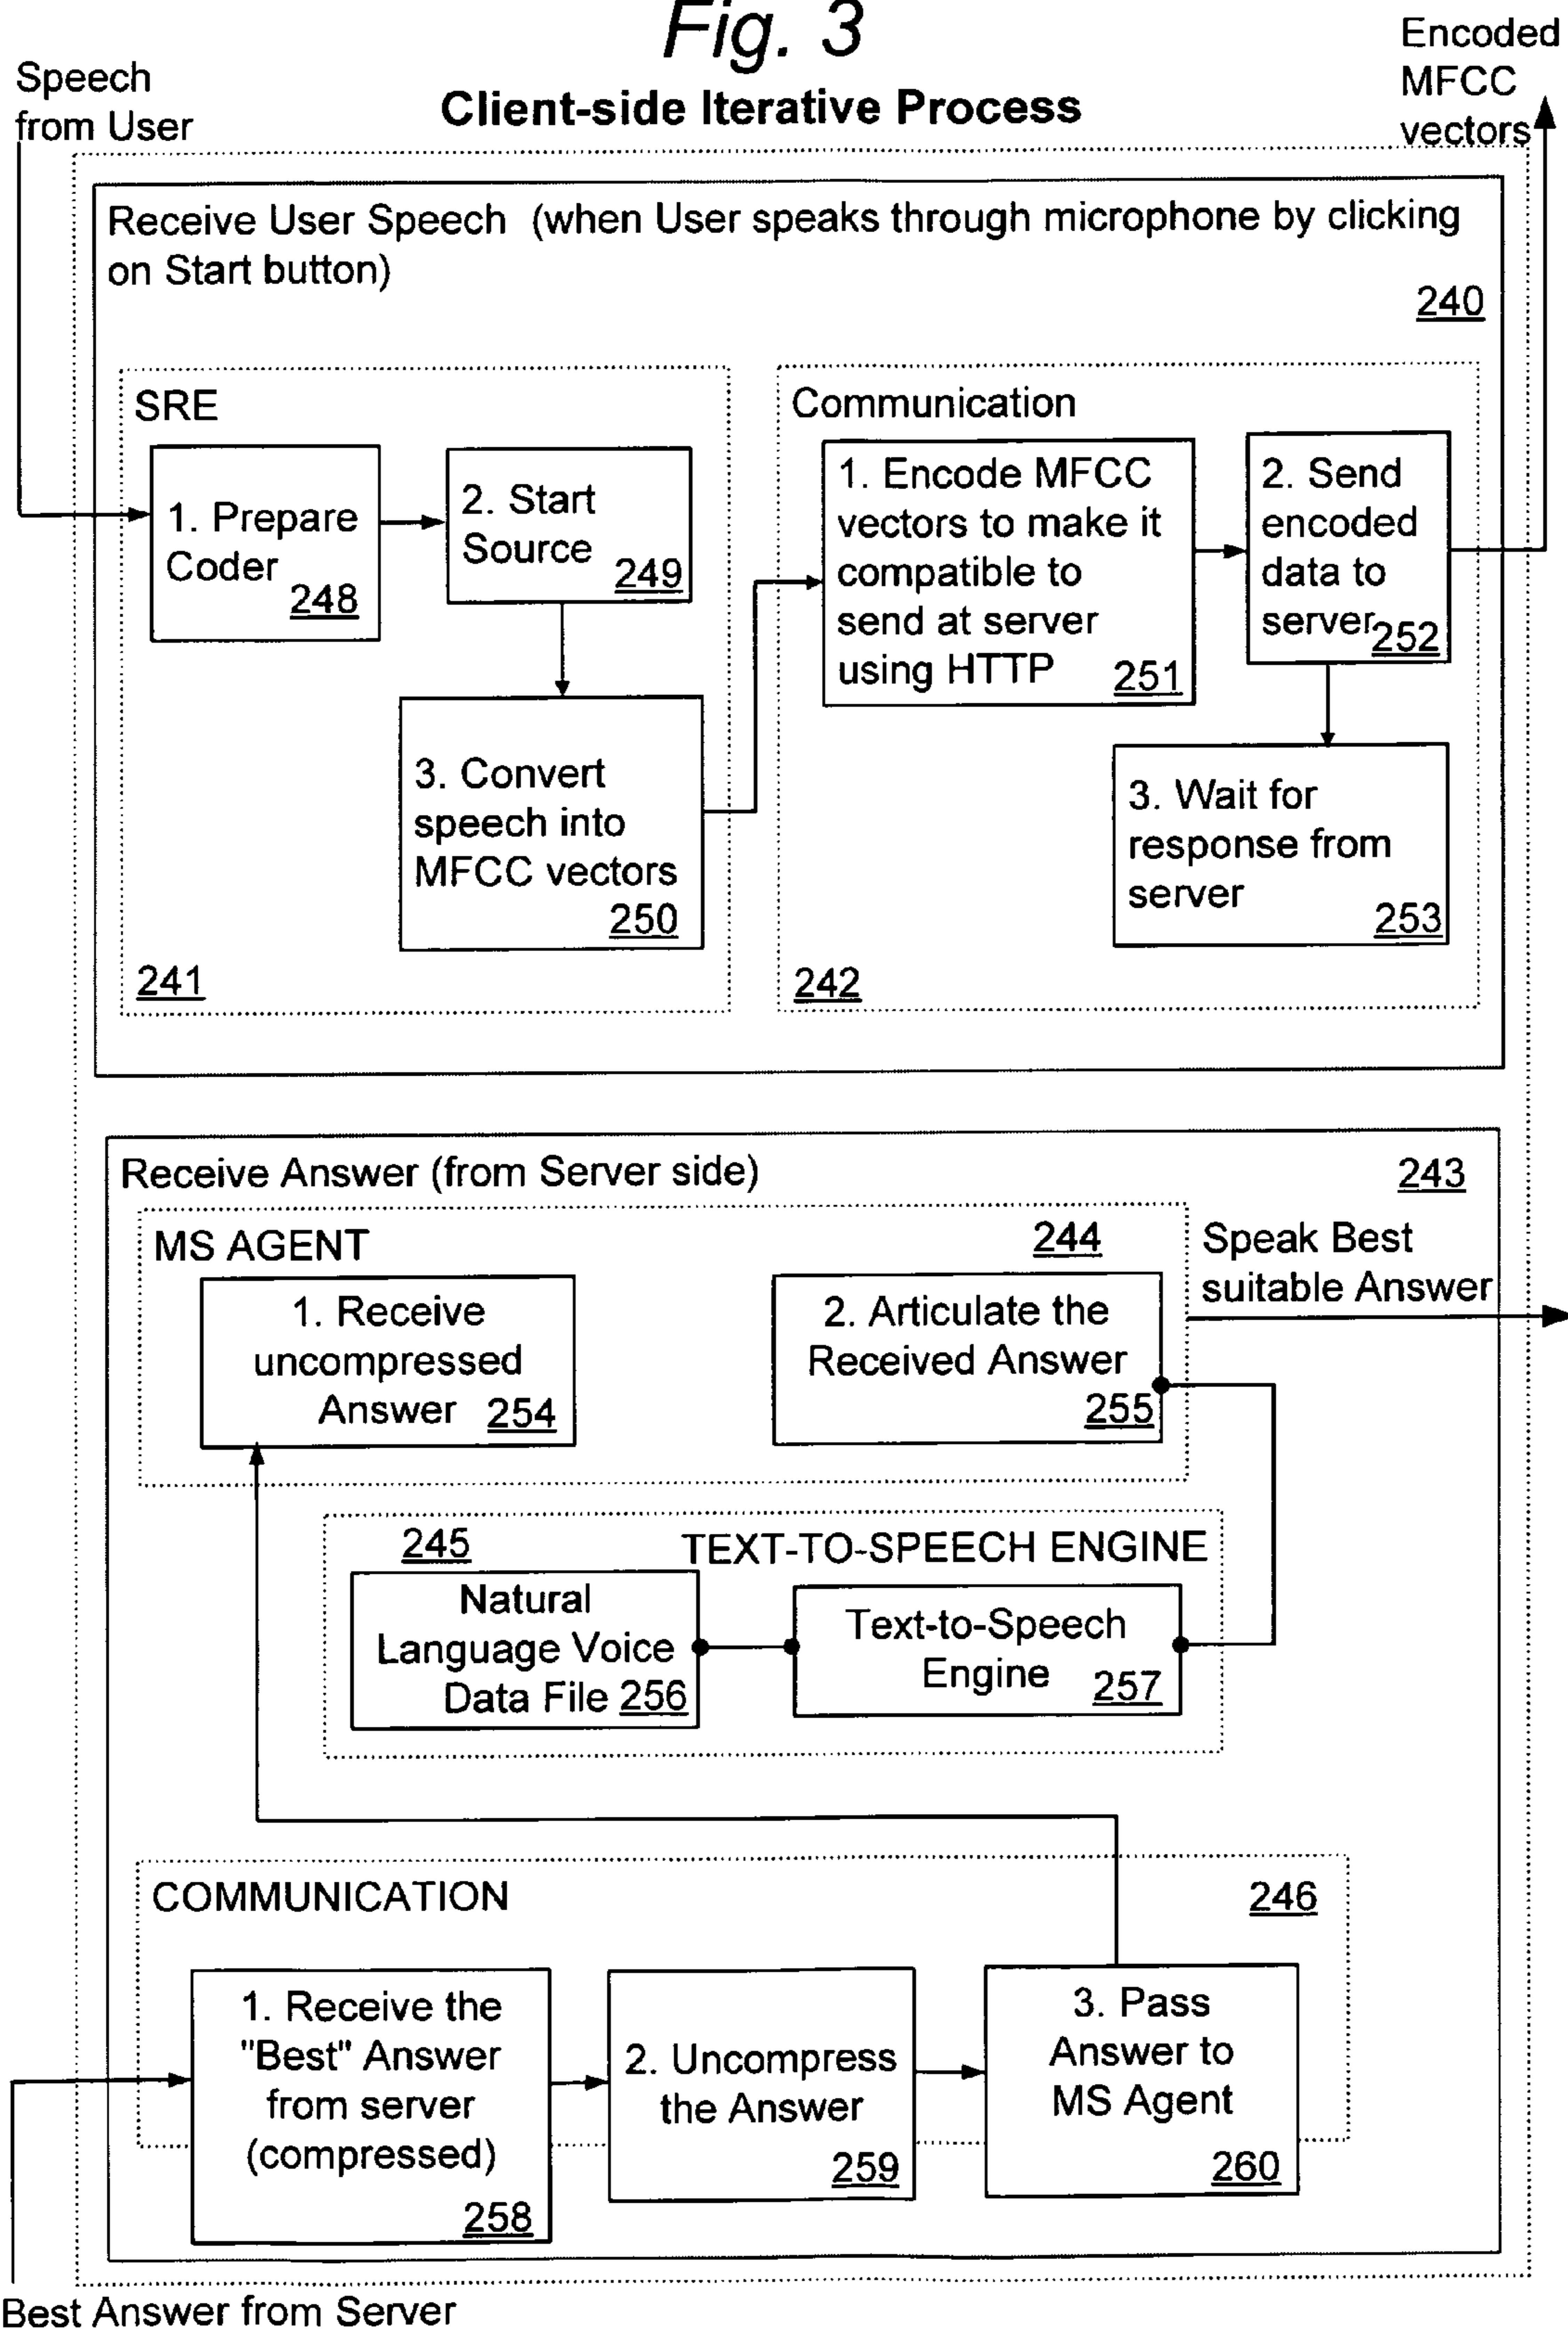 Fig. 3
Client-side Iterative Process
Speech
from User
Encoded
MFCC
vectors
Receive User Speech (when User speaks through microphone by clicking
on Start button)
240
SRE
1. Prepare
Coder
248
2. Start
Source
249
3. Convert
speech into
MFCC vectors
250
241
Communication
1. Encode MFCC
vectors to make it
compatible to
send at server
using HTTP
251
2. Send
encoded
data to
server
252
3. Wait for
response from
server
253
242
Receive Answer (from Server side)
243
MS AGENT
244
1. Receive
uncompressed
Answer 254
2. Articulate the
Received Answer
255
Speak Best
suitable Answer
245
TEXT-TO-SPEECH ENGINE
Natural
Language Voice
Data File 256
Text-to-Speech
Engine
257
COMMUNICATION
246
1. Receive the
"Best" Answer
from server
(compressed)
258
2. Uncompress
the Answer
259
3. Pass
Answer to
MS Agent
260
Best Answer from Server